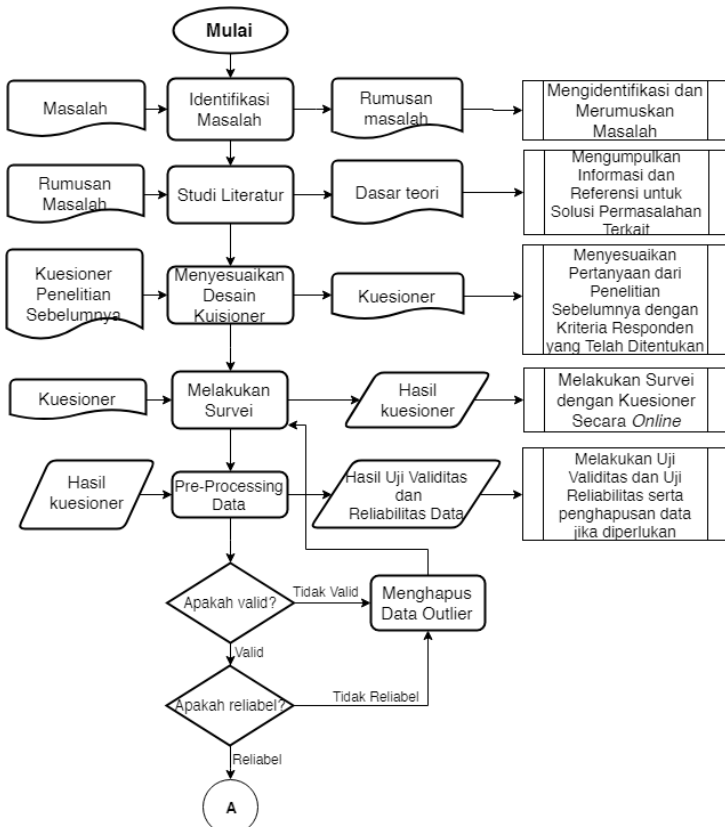 Mulai
Masalah
Identifikasi
Masalah
Rumusan
masalah
Mengidentifikasi dan
Merumuskan
Masalah
Rumusan
Masalah
Studi Literatur
Dasar teori
Mengumpulkan
Informasi dan
Referensi untuk
Solusi Permasalahan
Terkait
Kuesioner
Penelitian
Sebelumnya
Menyesuaikan
Desain
Kuisioner
Kuesioner
Menyesuaikan
Pertanyaan dari
Penelitian
Sebelumnya dengan
Kriteria Responden
yang Telah Ditentukan
Kuesioner
Melakukan
Survei
Hasil
kuesioner
Melakukan Survei
dengan Kuesioner
Secara Online
Hasil
kuesioner
Pre-Processing
Data
Hasil Uji Validitas
dan
Reliabilitas Data
Melakukan Uji
Validitas dan Uji
Reliabilitas serta
penghapusan data
jika diperlukan
Apakah valid?
Tidak Valid
Menghapus
Data Outlier
Valid
Apakah reliabel?
Tidak Reliabel
Reliabel
A